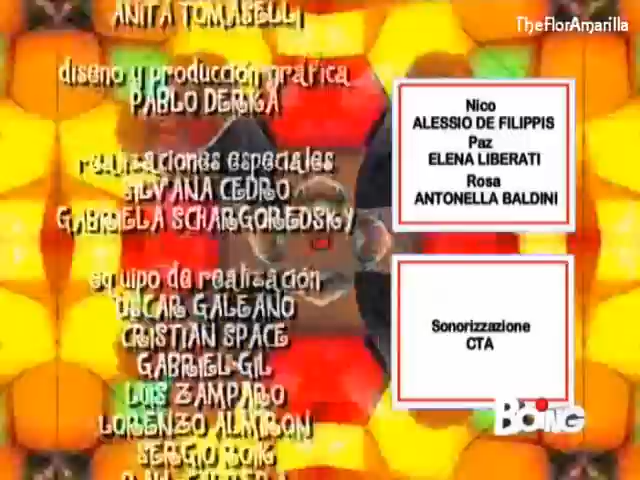 ANITA TOMASELLI
diseño y producción gráfica
PABLO DERKA
realizaciones especiales
SILVANA CEDRO
GABRIELA SCHARGOREDSKY
equipo de realización
OSCAR GALEANO
CRISTIAN SPACE
GABRIEL GIL
LUIS ZAMPARO
LORENZO ALMIRON
SERGIO ROIG
TheFlorAmarilla
Nico
ALESSIO DE FILIPPIS
Paz
ELENA LIBERATI
Rosa
ANTONELLA BALDINI
Sonorizzazione
CTA
BOING